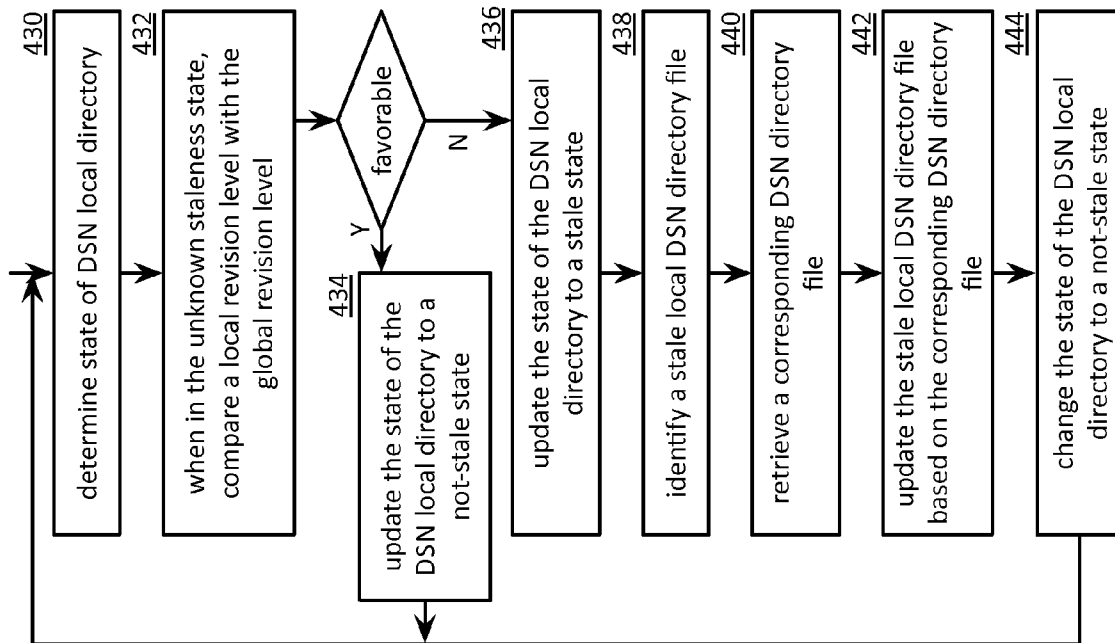 430
determine state of DSN local directory
432
when in the unknown staleness state,
compare a local revision level with the
global revision level
favorable
Y
N
434
update the state of the
DSN local directory to a
not-stale state
436
update the state of the DSN local
directory to a stale state
438
identify a stale local DSN directory file
440
retrieve a corresponding DSN directory
file
442
update the stale local DSN directory file
based on the corresponding DSN directory
file
444
change the state of the DSN local
directory to a not-stale state